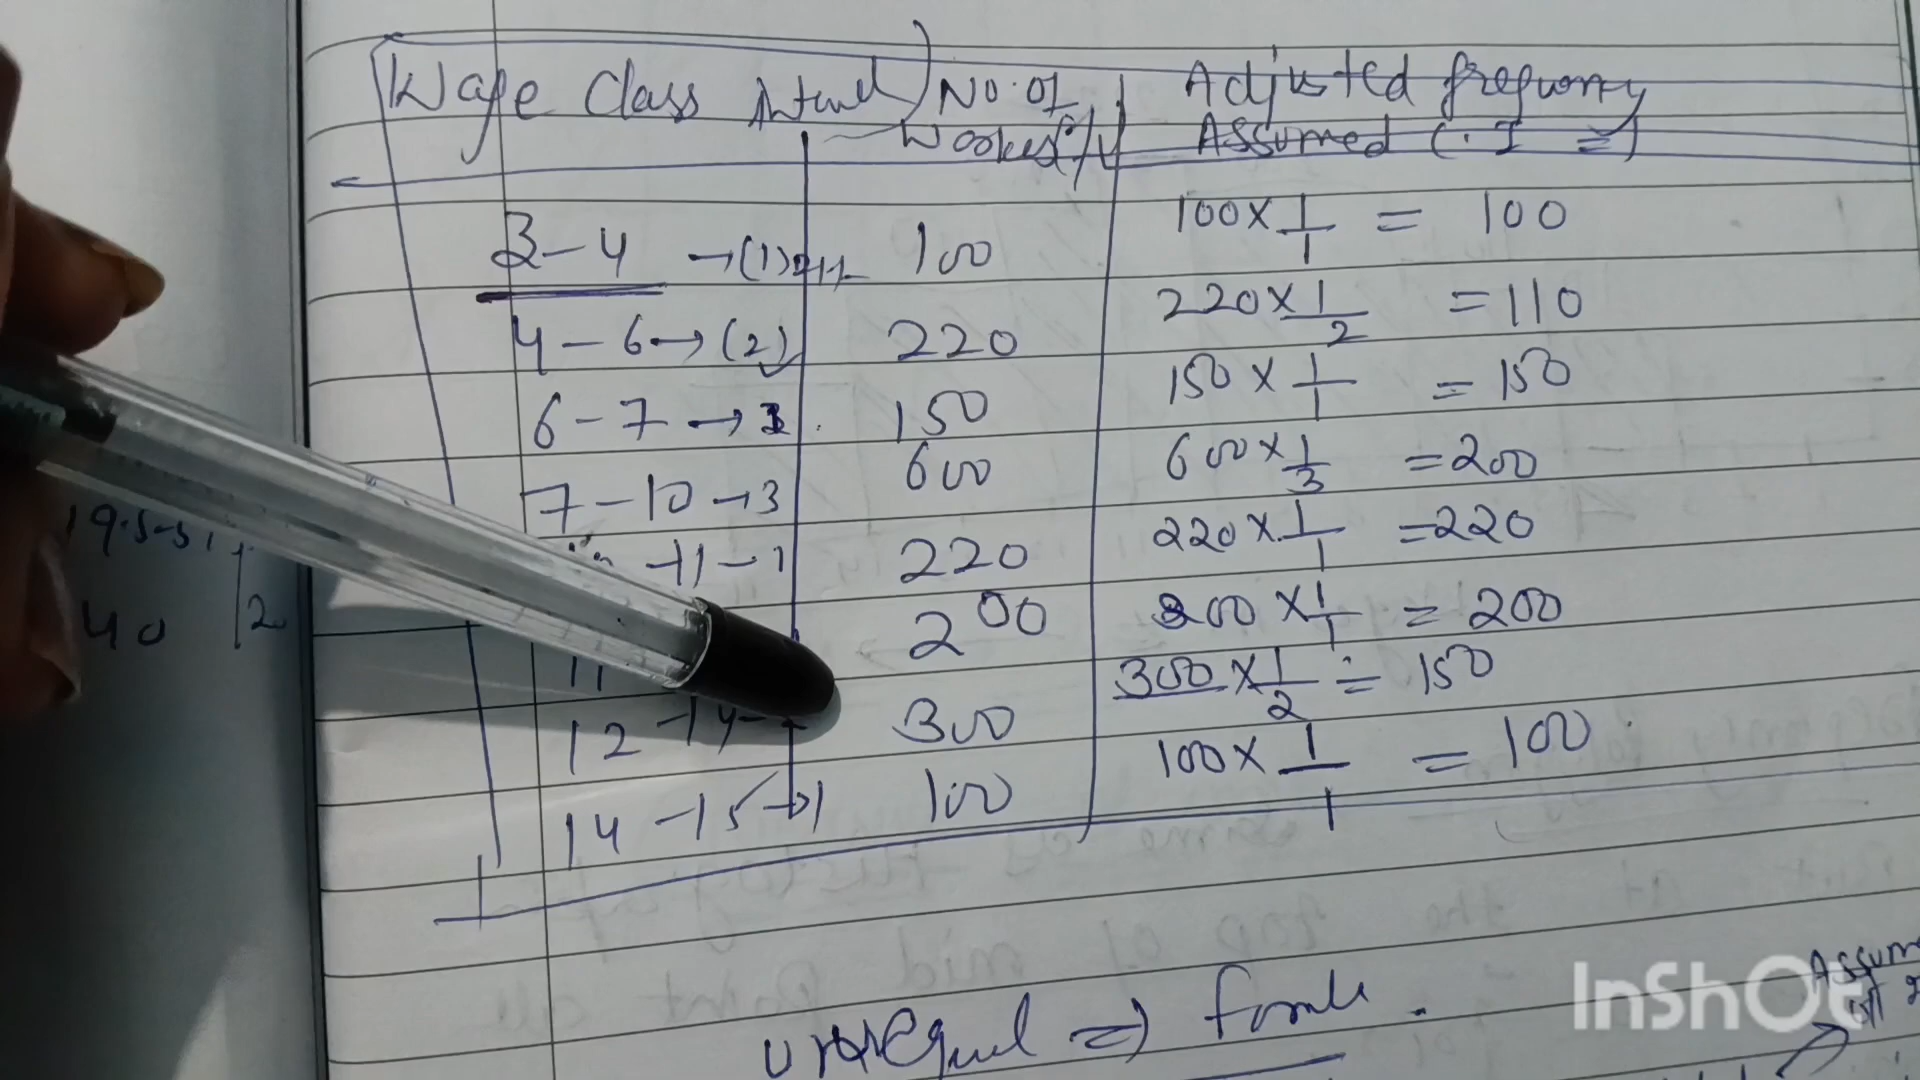 Wage Class Interval No. of Adjusted frequency
Workers/f Assumed (. I = )
3-4 →(1) 100 100 × 1/1 = 100
4-6→(2) 220 220 × 1/2 = 110
6-7 → 1 150 150 × 1/1 = 150
7-10→3 600 600 × 1/3 = 200
-11-1 220 220 × 1/1 = 220
11 200 200 × 1/1 = 200
12-14- 300 300 × 1/2 = 150
14-15→1 100 100 × 1/1 = 100
19.5-51
40 2
unequal ⇒
InShOt